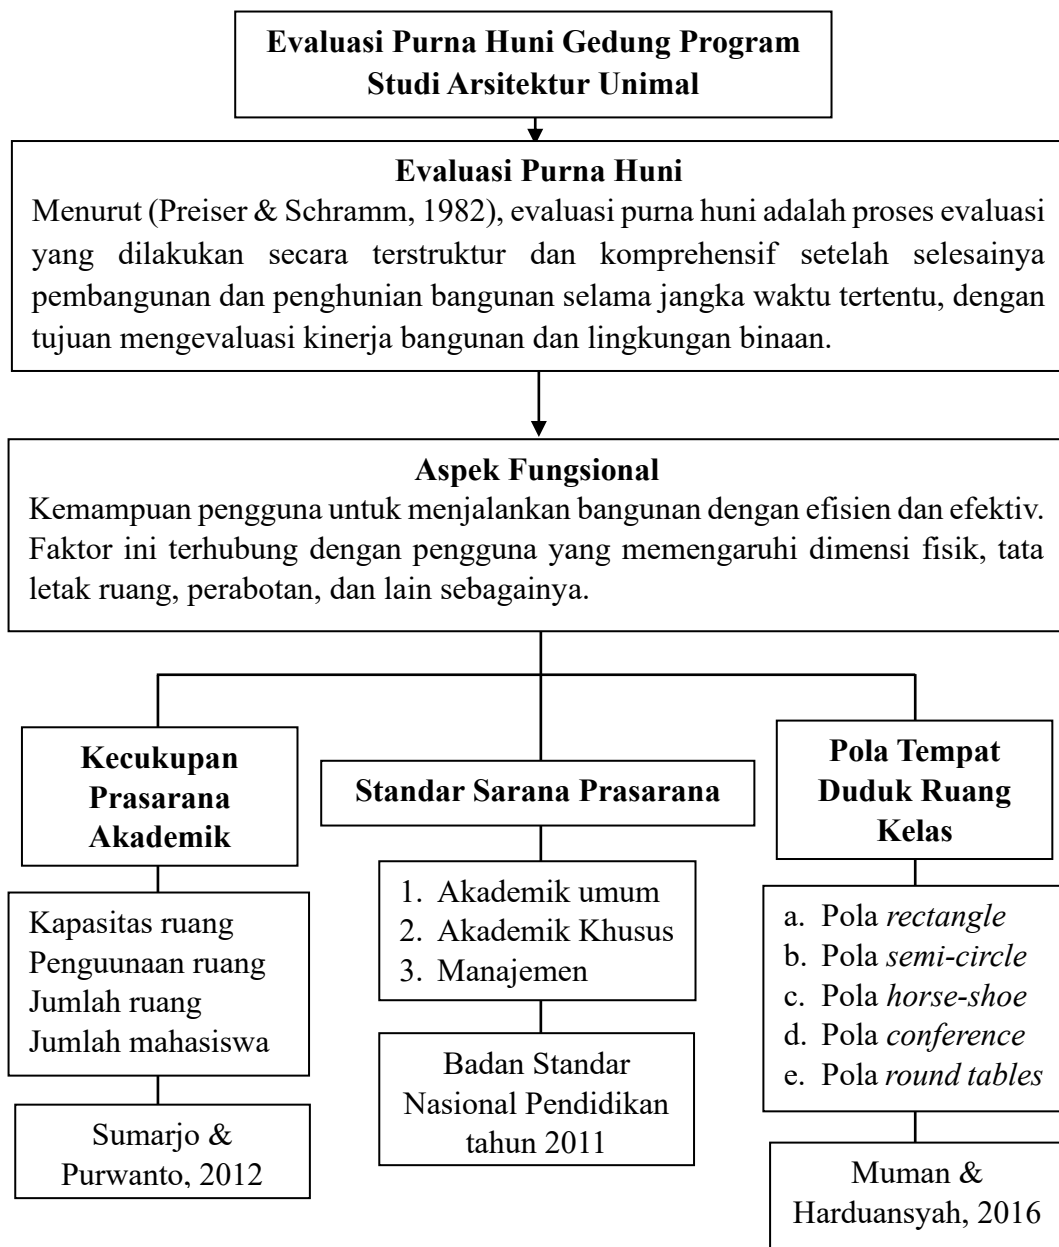 Evaluasi Purna Huni Gedung Program
Studi Arsitektur Unimal
Evaluasi Purna Huni
Menurut (Preiser & Schramm, 1982), evaluasi purna huni adalah proses evaluasi
yang dilakukan secara terstruktur dan komprehensif setelah selesainya
pembangunan dan penghunian bangunan selama jangka waktu tertentu, dengan
tujuan mengevaluasi kinerja bangunan dan lingkungan binaan.
Aspek Fungsional
Kemampuan pengguna untuk menjalankan bangunan dengan efisien dan efektiv.
Faktor ini terhubung dengan pengguna yang memengaruhi dimensi fisik, tata
letak ruang, perabotan, dan lain sebagainya.
Kecukupan
Prasarana
Akademik
Kapasitas ruang
Penguunaan ruang
Jumlah ruang
Jumlah mahasiswa
Sumarjo &
Purwanto, 2012
Standar Sarana Prasarana
1. Akademik umum
2. Akademik Khusus
3. Manajemen
Badan Standar
Nasional Pendidikan
tahun 2011
Pola Tempat
Duduk Ruang
Kelas
a. Pola rectangle
b. Pola semi-circle
c. Pola horse-shoe
d. Pola conference
e. Pola round tables
Muman &
Harduansyah, 2016